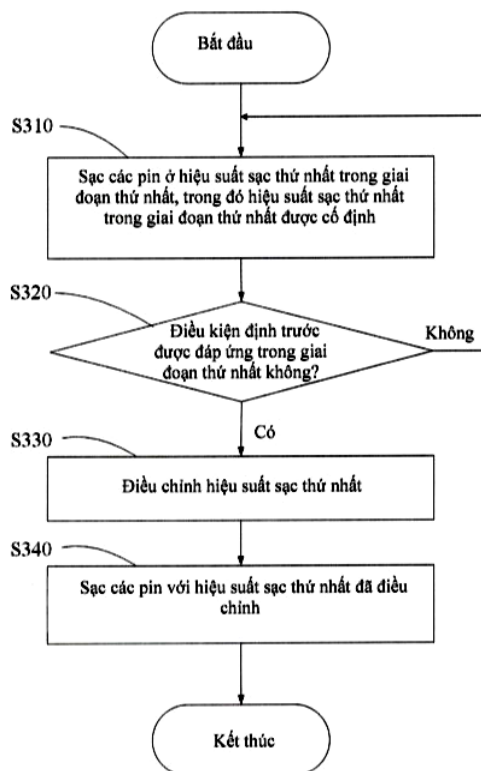 Bắt đầu
S310
Sạc các pin ở hiệu suất sạc thứ nhất trong giai
đoạn thứ nhất, trong đó hiệu suất sạc thứ nhất
trong giai đoạn thứ nhất được cố định
S320
Điều kiện định trước
được đáp ứng trong giai
đoạn thứ nhất không?
Không
Có
S330
Điều chỉnh hiệu suất sạc thứ nhất
S340
Sạc các pin với hiệu suất sạc thứ nhất đã điều
chỉnh
Kết thúc